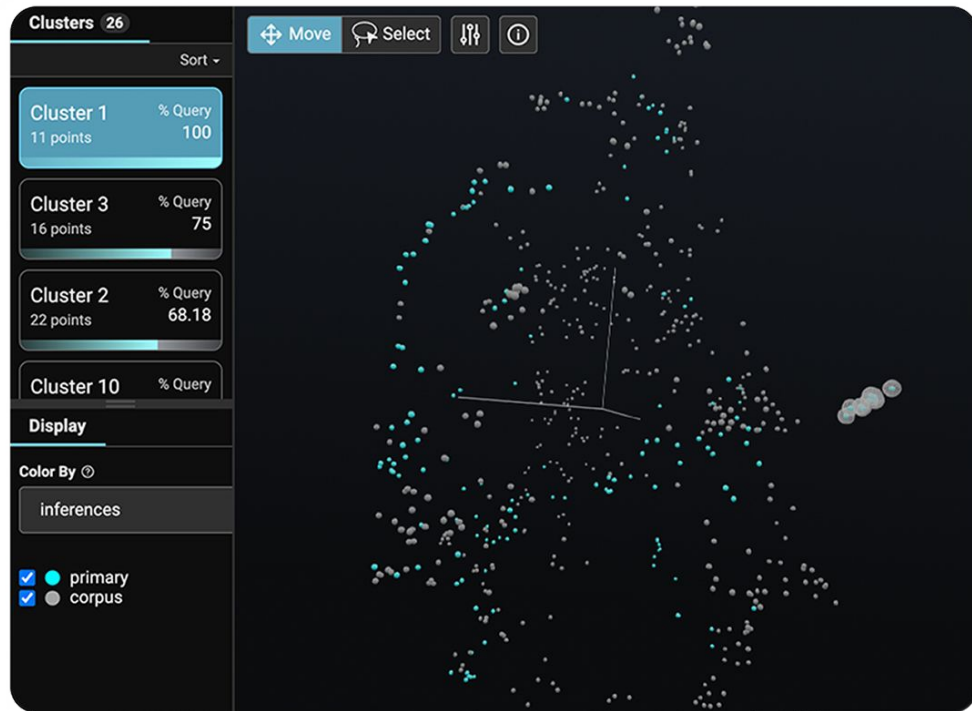 Clusters 26
Sort
Cluster 1
% Query
11 points
100
Cluster 3
% Query
16 points
75
Cluster 2
% Query
22 points
68.18
Cluster 10
% Query
Display
Color By
inferences
primary
corpus
Move
Select